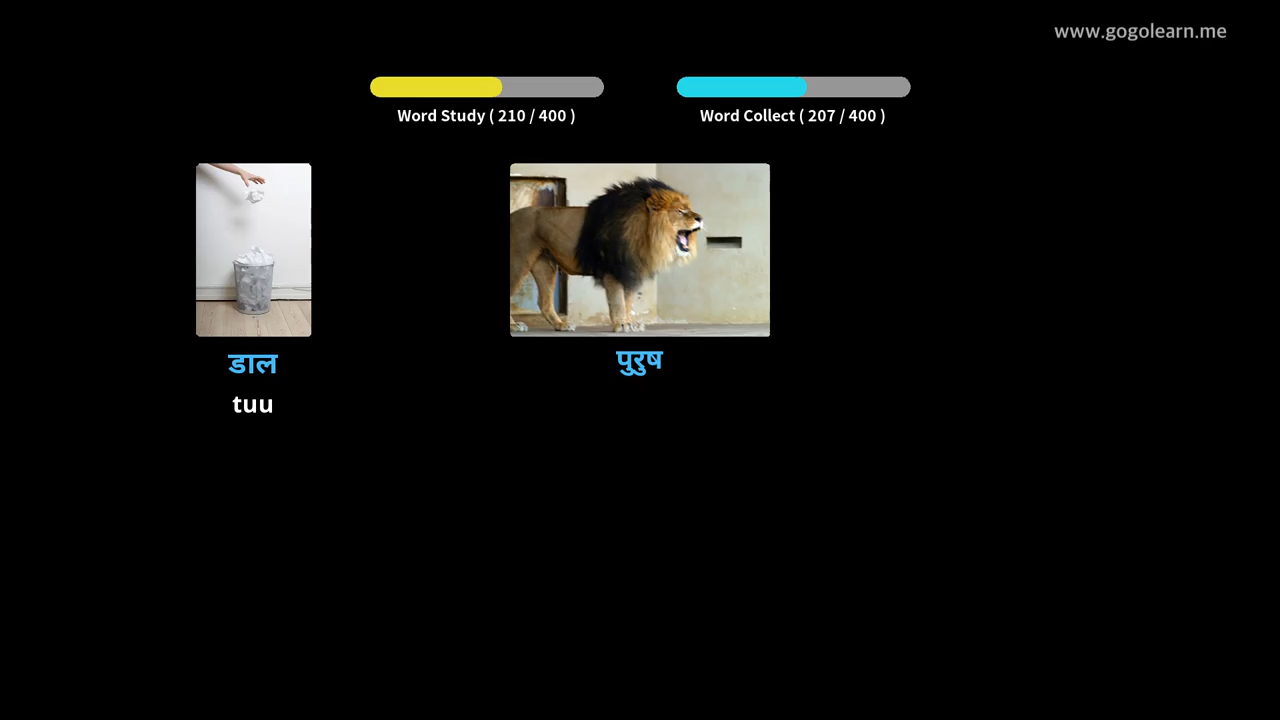 www.gogolearn.me
Word Study ( 210 / 400 )
Word Collect ( 207 / 400 )
डाल
पुरुष
tuu